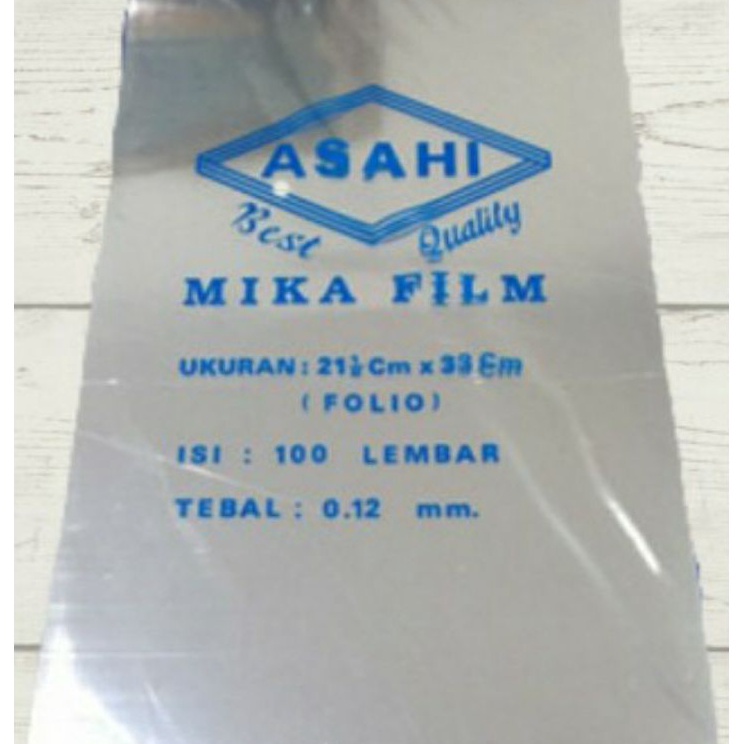 ASAHI
Best Quality
MIKA FILM
UKURAN : 21½ Cm x 33 Cm
( FOLIO )
ISI : 100 LEMBAR
TEBAL : 0.12 mm.